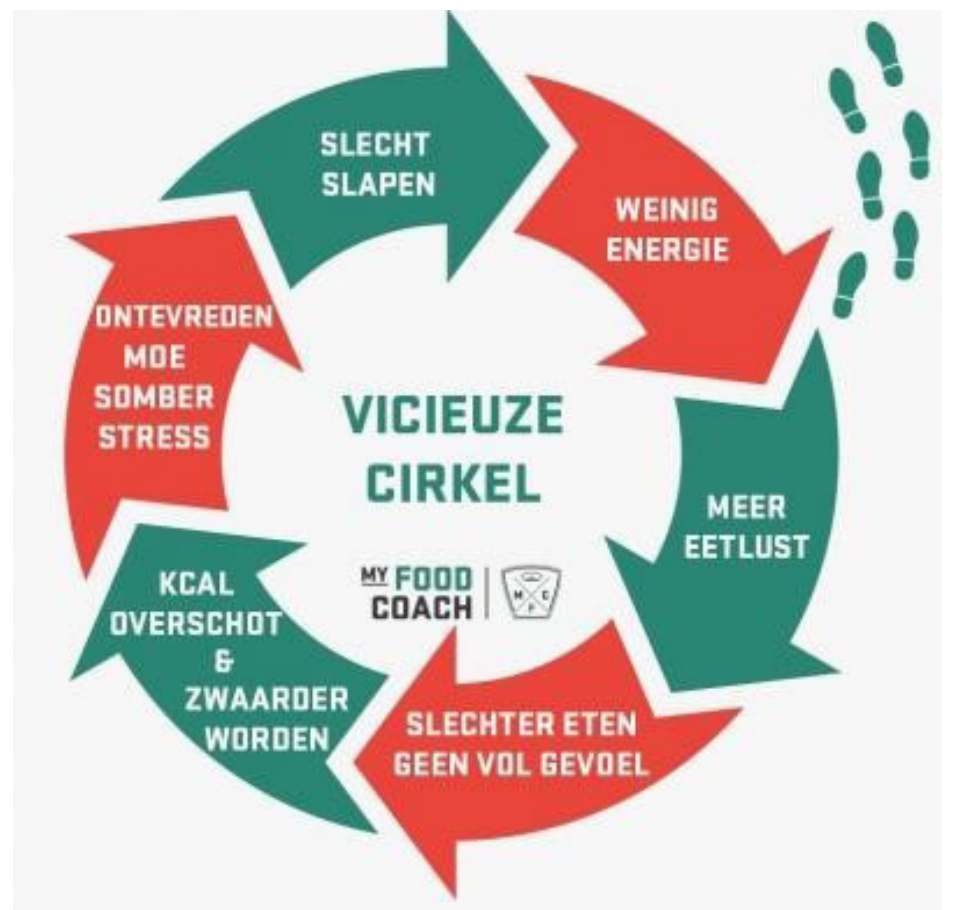 SLECHT
SLAPEN
WEINIG
ENERGIE
MEER
EETLUST
SLECHTER ETEN
GEEN VOL GEVOEL
KCAL
OVERSCHOT
&
ZWAARDER
WORDEN
ONTEVREDEN
MOE
SOMBER
STRESS
VICIEUZE
CIRKEL
MY FOOD
COACH
M C
F